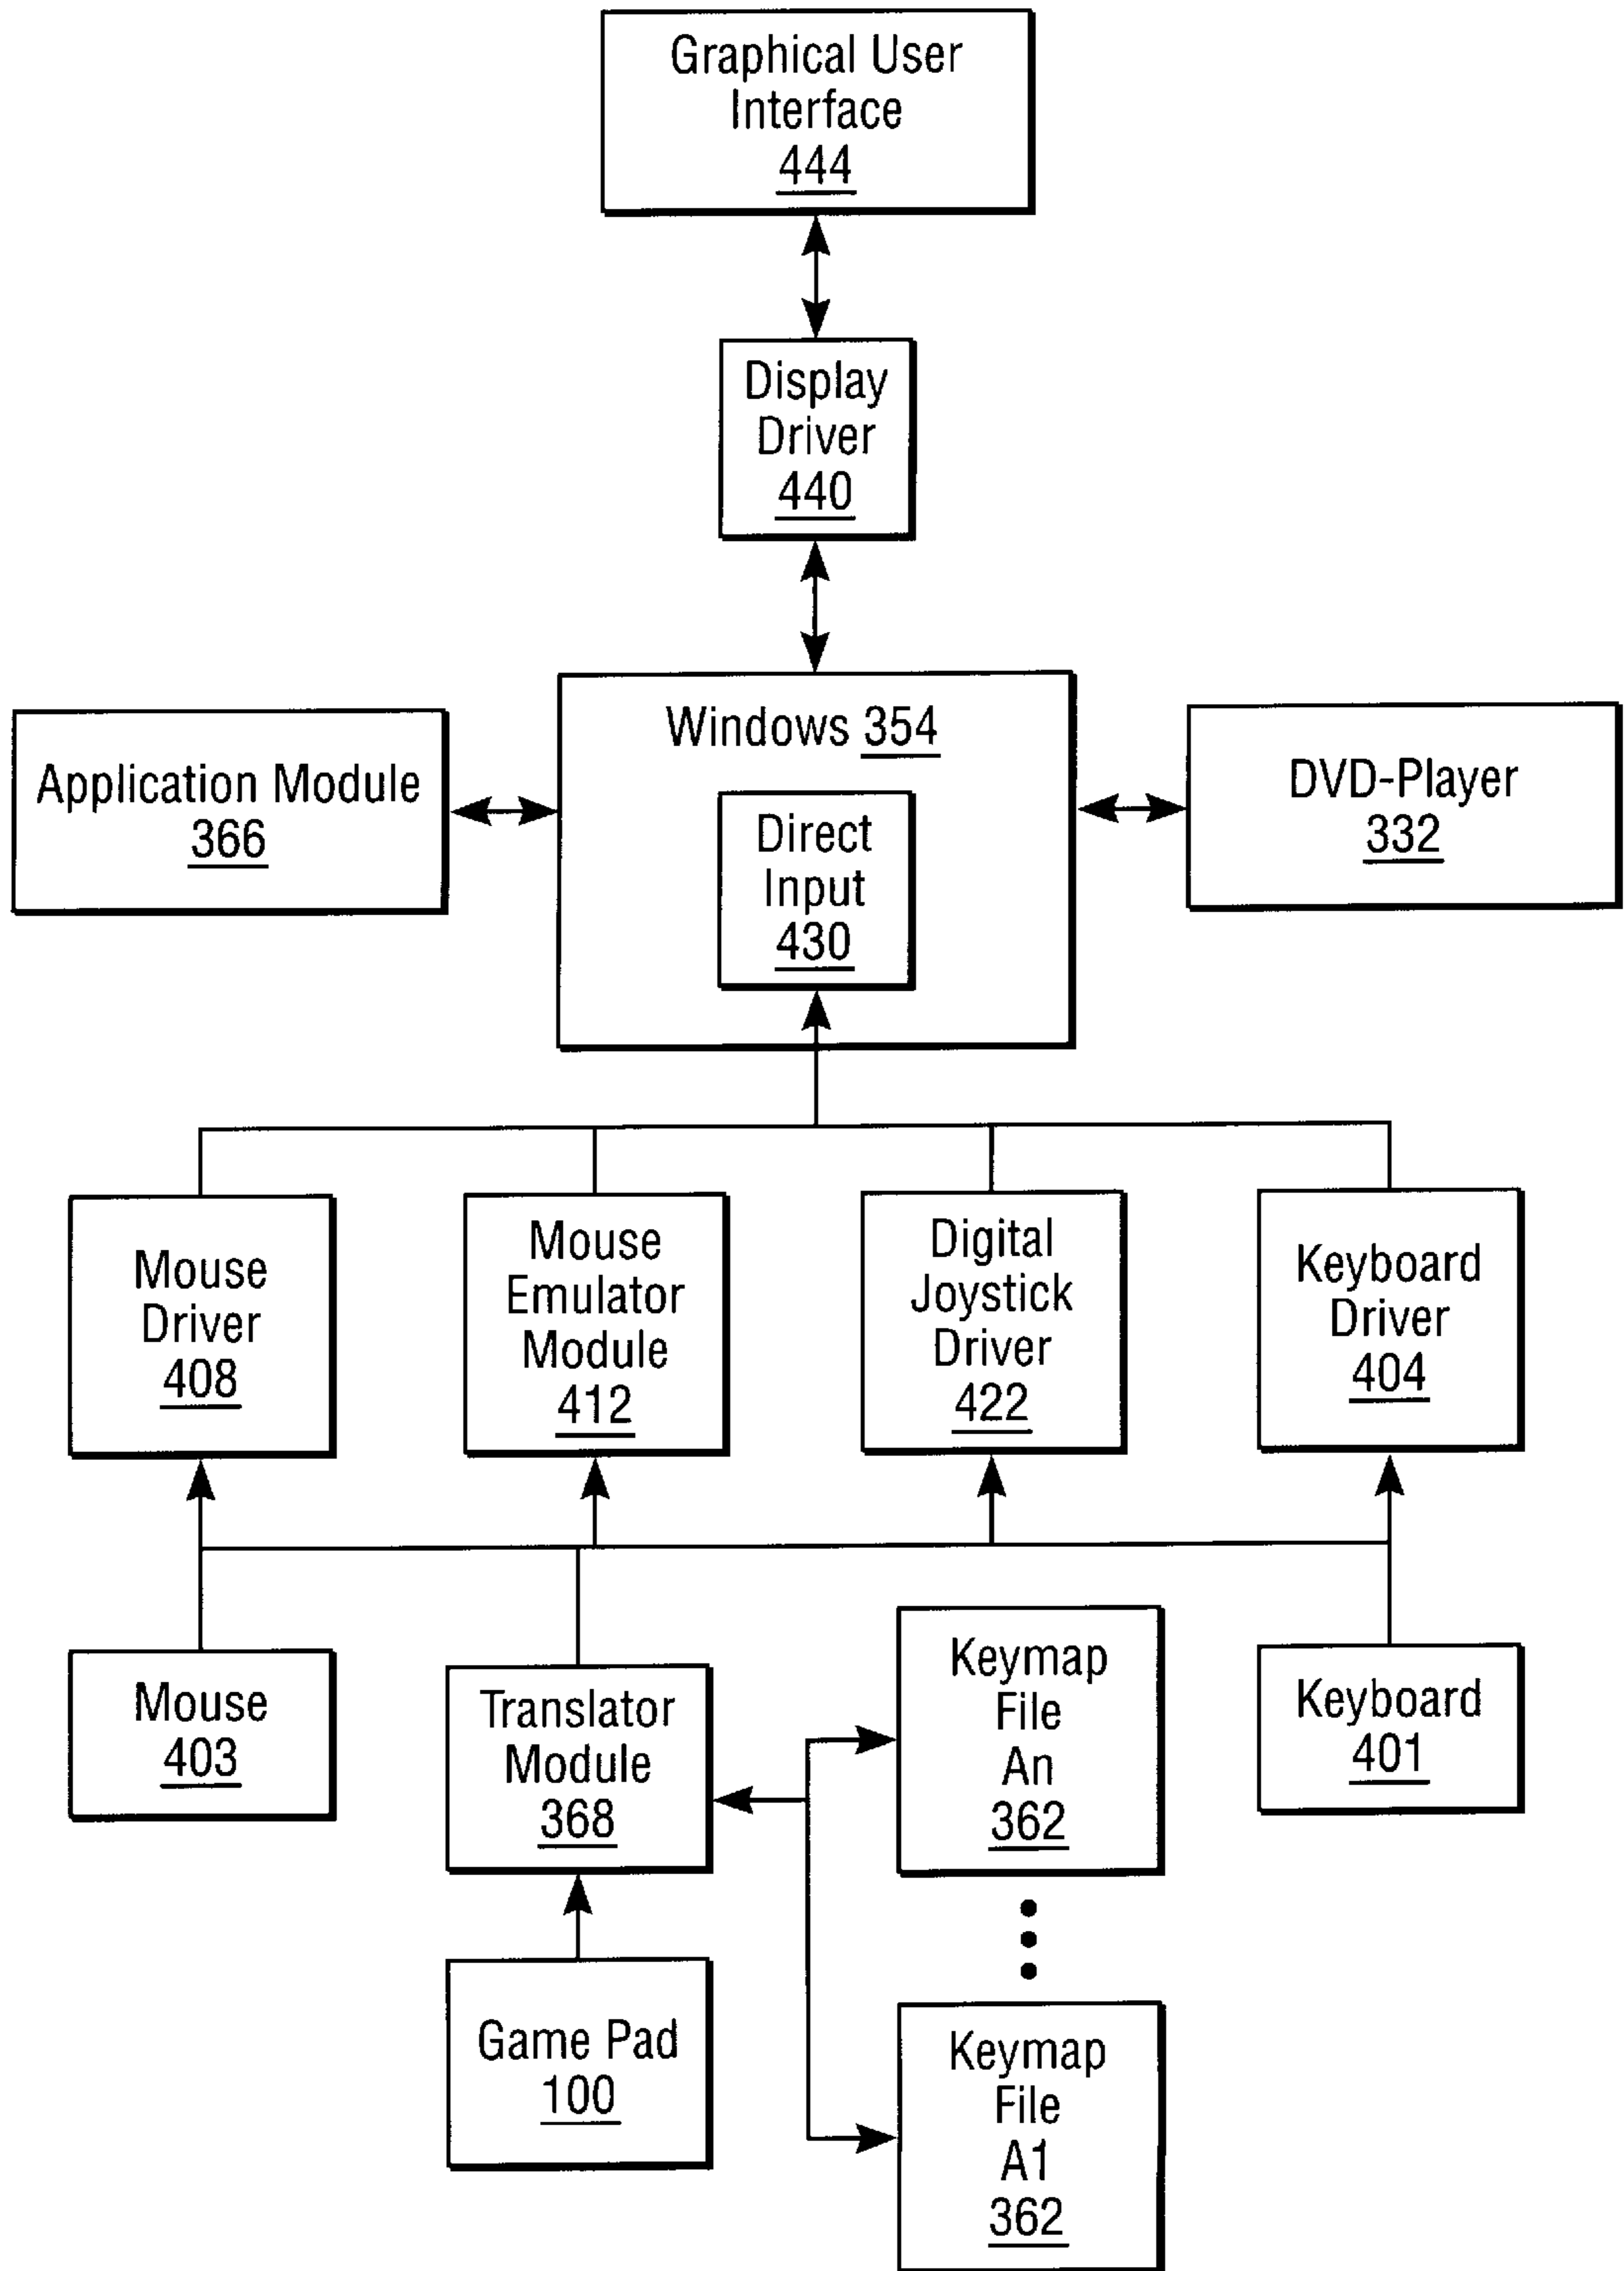 Graphical User
Interface
444
Display
Driver
440
Windows 354
Application Module
366
Direct
Input
430
DVD-Player
332
Mouse
Driver
408
Mouse
Emulator
Module
412
Digital
Joystick
Driver
422
Keyboard
Driver
404
Mouse
403
Translator
Module
368
Keymap
File
An
362
Keyboard
401
Game Pad
100
Keymap
File
A1
362